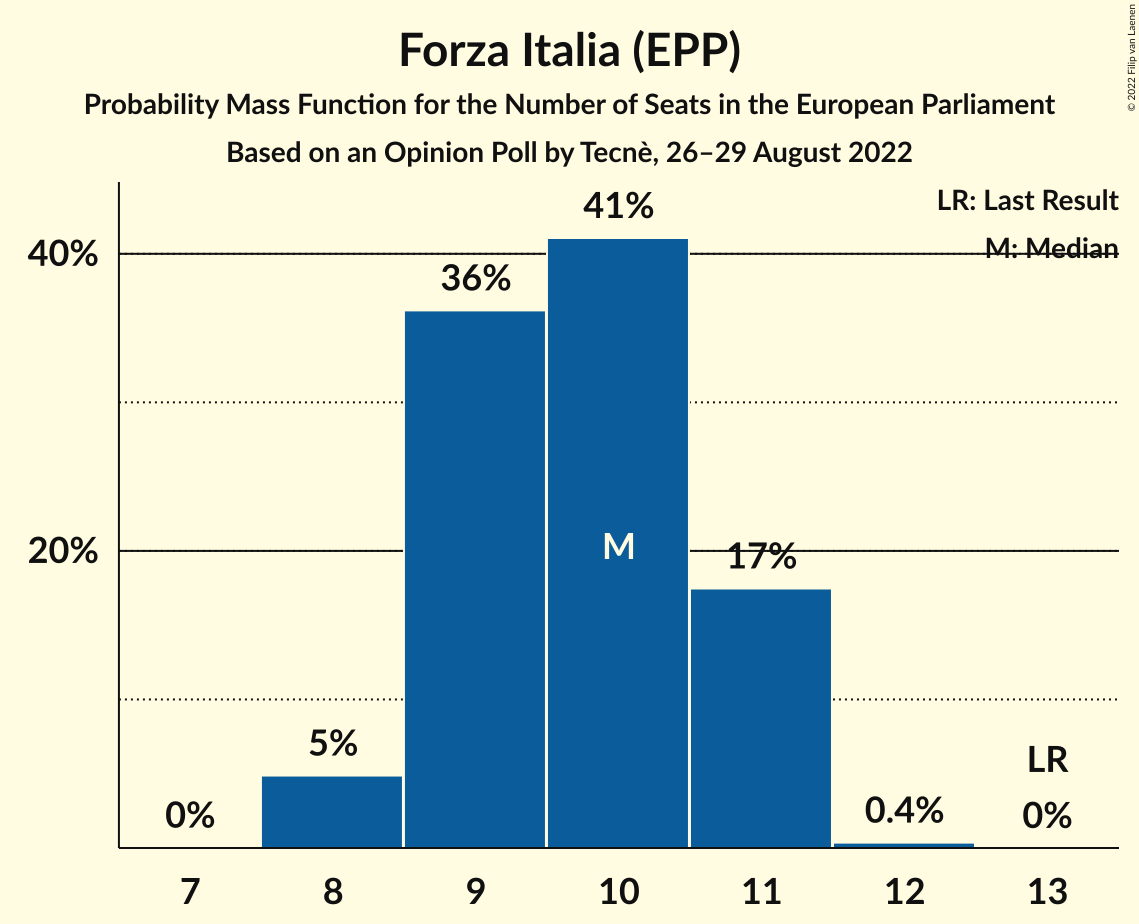 Forza Italia (EPP)
Probability Mass Function for the Number of Seats in the European Parliament
Based on an Opinion Poll by Tecnè, 26–29 August 2022
© 2022 Filip van Laenen
LR: Last Result
M: Median
40%
20%
0%
5%
36%
41%
M
17%
0.4%
LR
0%
7 8 9 10 11 12 13